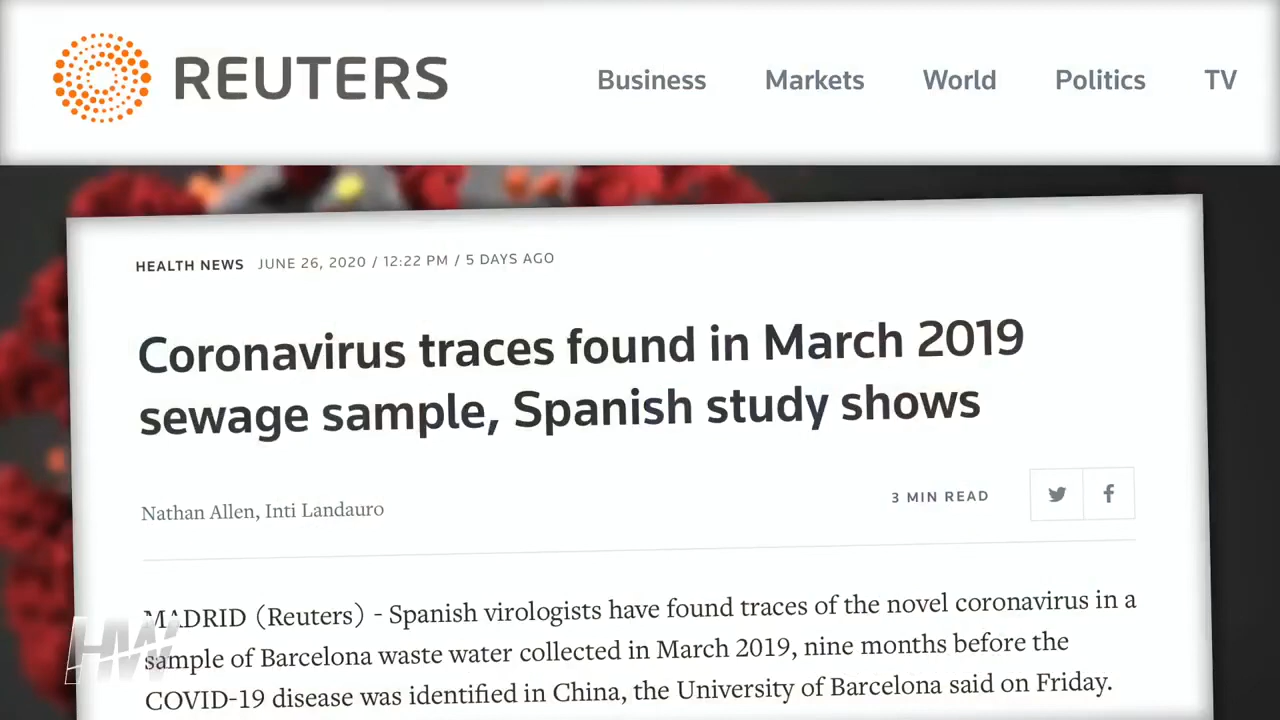 REUTERS
Business Markets World Politics TV
HEALTH NEWS JUNE 26, 2020 / 12:22 PM / 5 DAYS AGO
Coronavirus traces found in March 2019
sewage sample, Spanish study shows
Nathan Allen, Inti Landauro
3 MIN READ
MADRID (Reuters) - Spanish virologists have found traces of the novel coronavirus in a
sample of Barcelona waste water collected in March 2019, nine months before the
COVID-19 disease was identified in China, the University of Barcelona said on Friday.
HW